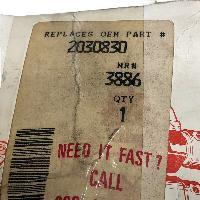 REPLACES OEM PART #
2030830
MR#
3886
QTY
1
NEED IT FAST?
CALL